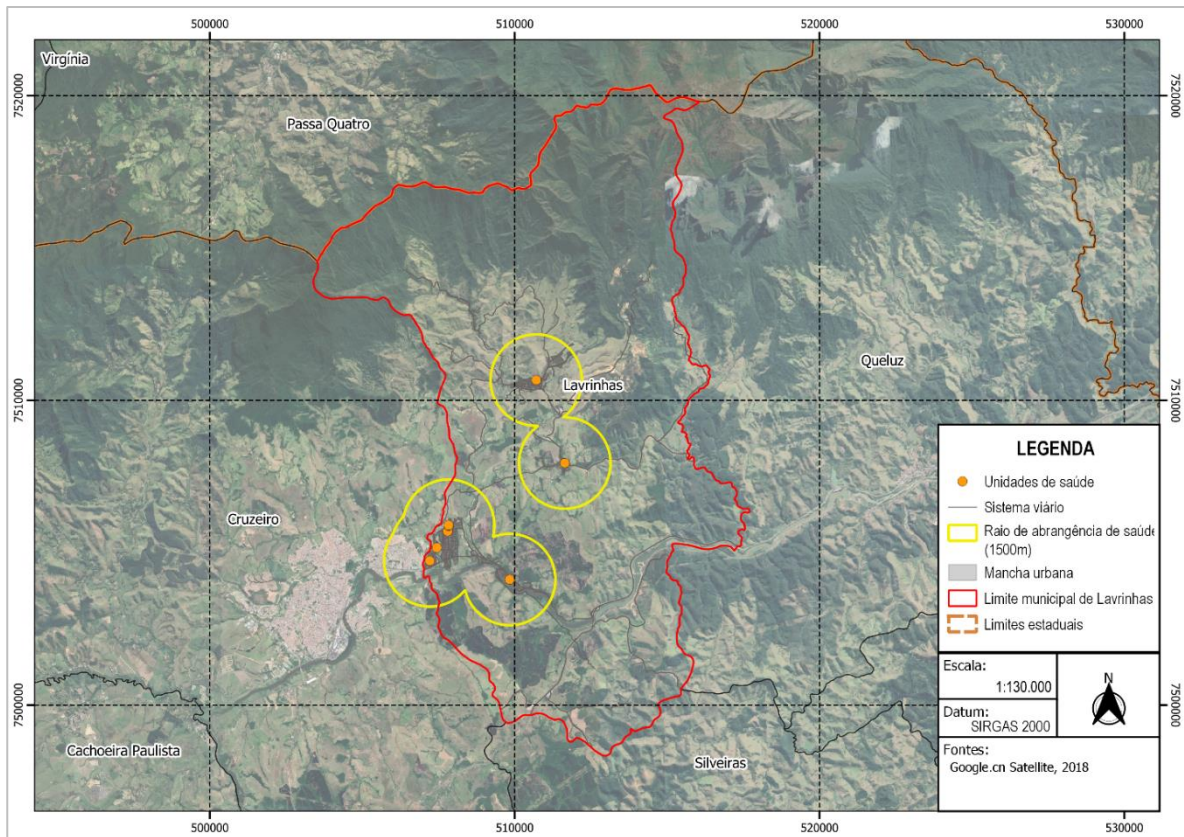 500000
510000
520000
530000
Virgínia
7520000
7520000
Passa Quatro
Queluz
Lavrinhas
7510000
7510000
LEGENDA
Unidades de saúde
Sistema viário
Raio de abrangência de saúde
(1500m)
Mancha urbana
Limite municipal de Lavrinhas
Limites estaduais
Cruzeiro
Escala:
1:130.000
N
Datum:
SIRGAS 2000
7500000
7500000
Fontes:
Google.cn Satellite, 2018
Cachoeira Paulista
Silveiras
500000
510000
520000
530000